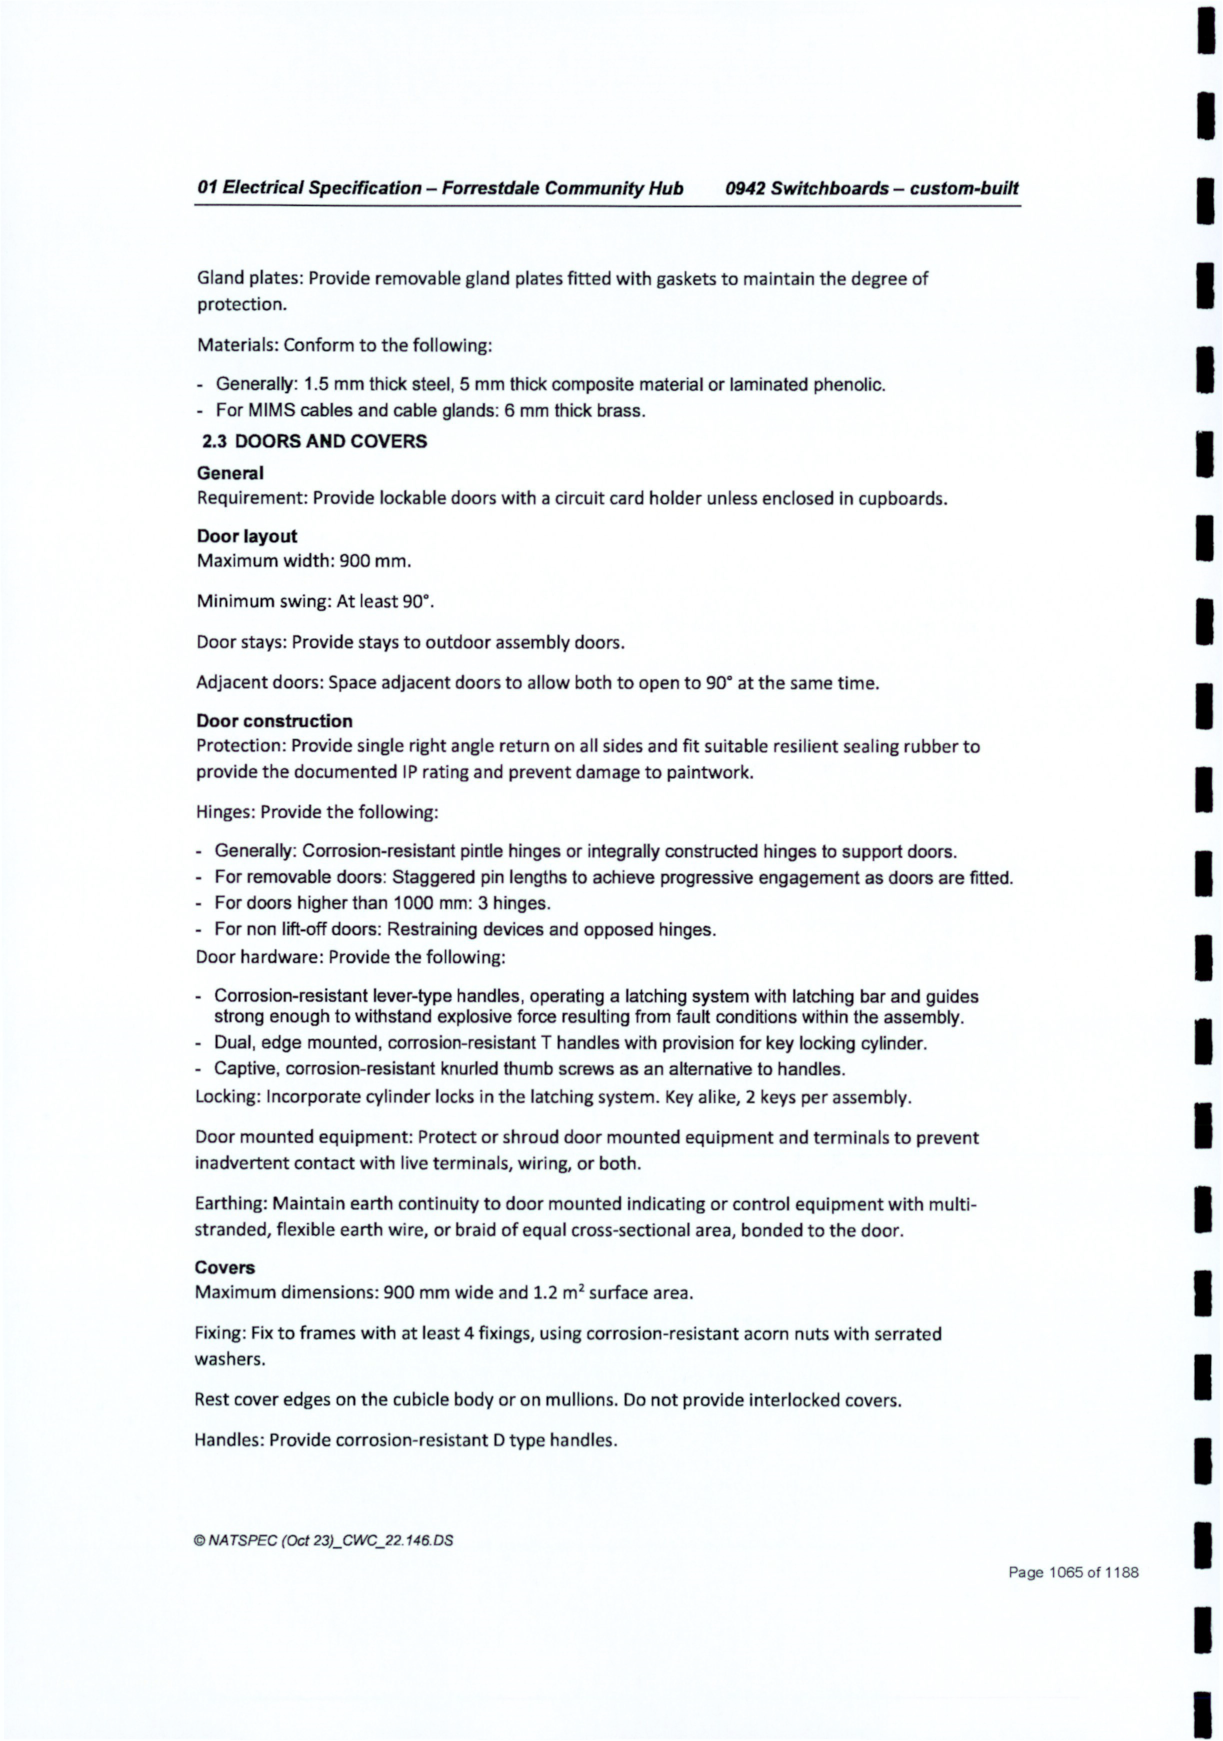 01 Electrical Specification – Forrestdale Community Hub 0942 Switchboards – custom-built
Gland plates: Provide removable gland plates fitted with gaskets to maintain the degree of
protection.
Materials: Conform to the following:
- Generally: 1.5 mm thick steel, 5 mm thick composite material or laminated phenolic.
- For MIMS cables and cable glands: 6 mm thick brass.
2.3 DOORS AND COVERS
General
Requirement: Provide lockable doors with a circuit card holder unless enclosed in cupboards.
Door layout
Maximum width: 900 mm.
Minimum swing: At least 90°.
Door stays: Provide stays to outdoor assembly doors.
Adjacent doors: Space adjacent doors to allow both to open to 90° at the same time.
Door construction
Protection: Provide single right angle return on all sides and fit suitable resilient sealing rubber to
provide the documented IP rating and prevent damage to paintwork.
Hinges: Provide the following:
- Generally: Corrosion-resistant pintle hinges or integrally constructed hinges to support doors.
- For removable doors: Staggered pin lengths to achieve progressive engagement as doors are fitted.
- For doors higher than 1000 mm: 3 hinges.
- For non lift-off doors: Restraining devices and opposed hinges.
Door hardware: Provide the following:
- Corrosion-resistant lever-type handles, operating a latching system with latching bar and guides
strong enough to withstand explosive force resulting from fault conditions within the assembly.
- Dual, edge mounted, corrosion-resistant T handles with provision for key locking cylinder.
- Captive, corrosion-resistant knurled thumb screws as an alternative to handles.
Locking: Incorporate cylinder locks in the latching system. Key alike, 2 keys per assembly.
Door mounted equipment: Protect or shroud door mounted equipment and terminals to prevent
inadvertent contact with live terminals, wiring, or both.
Earthing: Maintain earth continuity to door mounted indicating or control equipment with multi-
stranded, flexible earth wire, or braid of equal cross-sectional area, bonded to the door.
Covers
Maximum dimensions: 900 mm wide and 1.2 m² surface area.
Fixing: Fix to frames with at least 4 fixings, using corrosion-resistant acorn nuts with serrated
washers.
Rest cover edges on the cubicle body or on mullions. Do not provide interlocked covers.
Handles: Provide corrosion-resistant D type handles.
© NATSPEC (Oct 23)_CWC_22.146.DS
Page 1065 of 1188